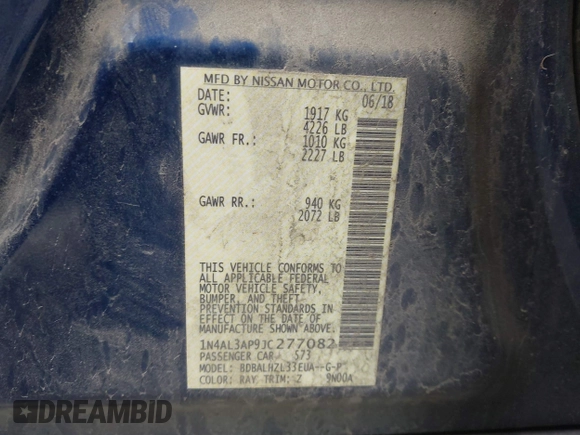 MFD BY NISSAN MOTOR CO., LTD.
DATE: 06/18
GVWR: 1917 KG
4226 LB
GAWR FR.: 1010 KG
2227 LB
GAWR RR.: 940 KG
2072 LB
THIS VEHICLE CONFORMS TO
ALL APPLICABLE FEDERAL
MOTOR VEHICLE SAFETY,
BUMPER, AND THEFT
PREVENTION STANDARDS IN
EFFECT ON THE DATE OF
MANUFACTURE SHOWN ABOVE.
1N4AL3AP9JC277082
PASSENGER CAR 573
MODEL: BDBALHZL33EUA--G-P
COLOR: RAY TRIM: Z 9N00A
DREAMBID